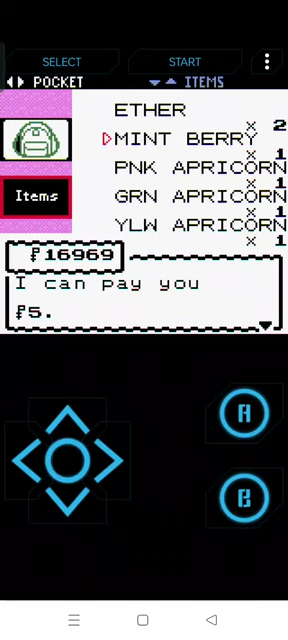 SELECT START
POCKET ITEMS
ETHER
× 2
MINT BERRY
× 1
PNK APRICORN
× 1
GRN APRICORN
× 1
YLW APRICORN
× 1
Items
₽16969
I can pay you
₽5.
A
B